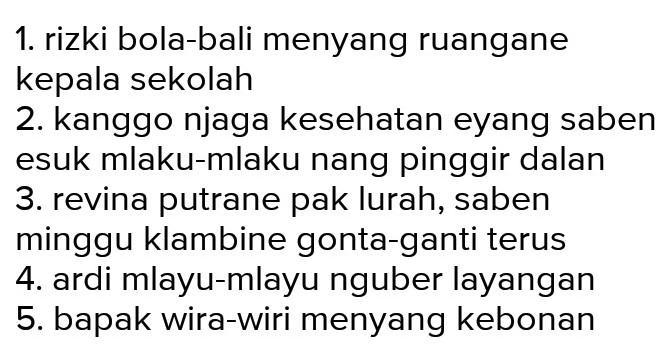 1. rizki bola-bali menyang ruangane
kepala sekolah
2. kanggo njaga kesehatan eyang saben
esuk mlaku-mlaku nang pinggir dalan
3. revina putrane pak lurah, saben
minggu klambine gonta-ganti terus
4. ardi mlayu-mlayu nguber layangan
5. bapak wira-wiri menyang kebonan